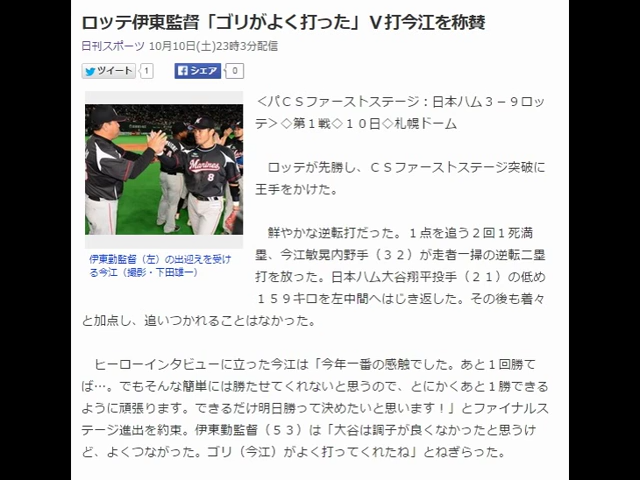 ロッテ伊東監督「ゴリがよく打った」Ｖ打今江を称賛
日刊スポーツ 10月10日(土)23時3分配信
ツイート 1 シェア 0
＜パＣＳファーストステージ：日本ハム３－９ロッ
テ＞◇第１戦◇１０日◇札幌ドーム
ロッテが先勝し、ＣＳファーストステージ突破に
王手をかけた。
鮮やかな逆転打だった。１点を追う２回１死満
塁、今江敏晃内野手（３２）が走者一掃の逆転二塁
打を放った。日本ハム大谷翔平投手（２１）の低め
１５９キロを左中間へはじき返した。その後も着々
と加点し、追いつかれることはなかった。
Marines
8
伊東勤監督（左）の出迎えを受け
る今江（撮影・下田雄一）
ヒーローインタビューに立った今江は「今年一番の感触でした。あと１回勝て
ば…。でもそんな簡単には勝たせてくれないと思うので、とにかくあと１勝できる
ように頑張ります。できるだけ明日勝って決めたいと思います！」とファイナルス
テージ進出を約束。伊東勤監督（５３）は「大谷は調子が良くなかったと思うけ
ど、よくつながった。ゴリ（今江）がよく打ってくれたね」とねぎらった。